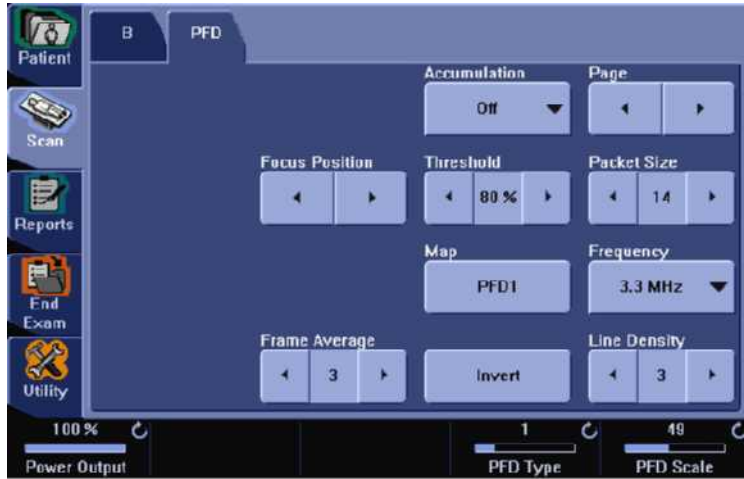 Patient
Scan
Reports
End
Exam
Utility
B
PFD
Accumulation
Off
Page
Focus Position
Threshold
80 %
Packet Size
14
Map
PFD1
Frequency
3.3 MHz
Frame Average
3
Invert
Line Density
3
100 %
Power Output
1
PFD Type
49
PFD Scale